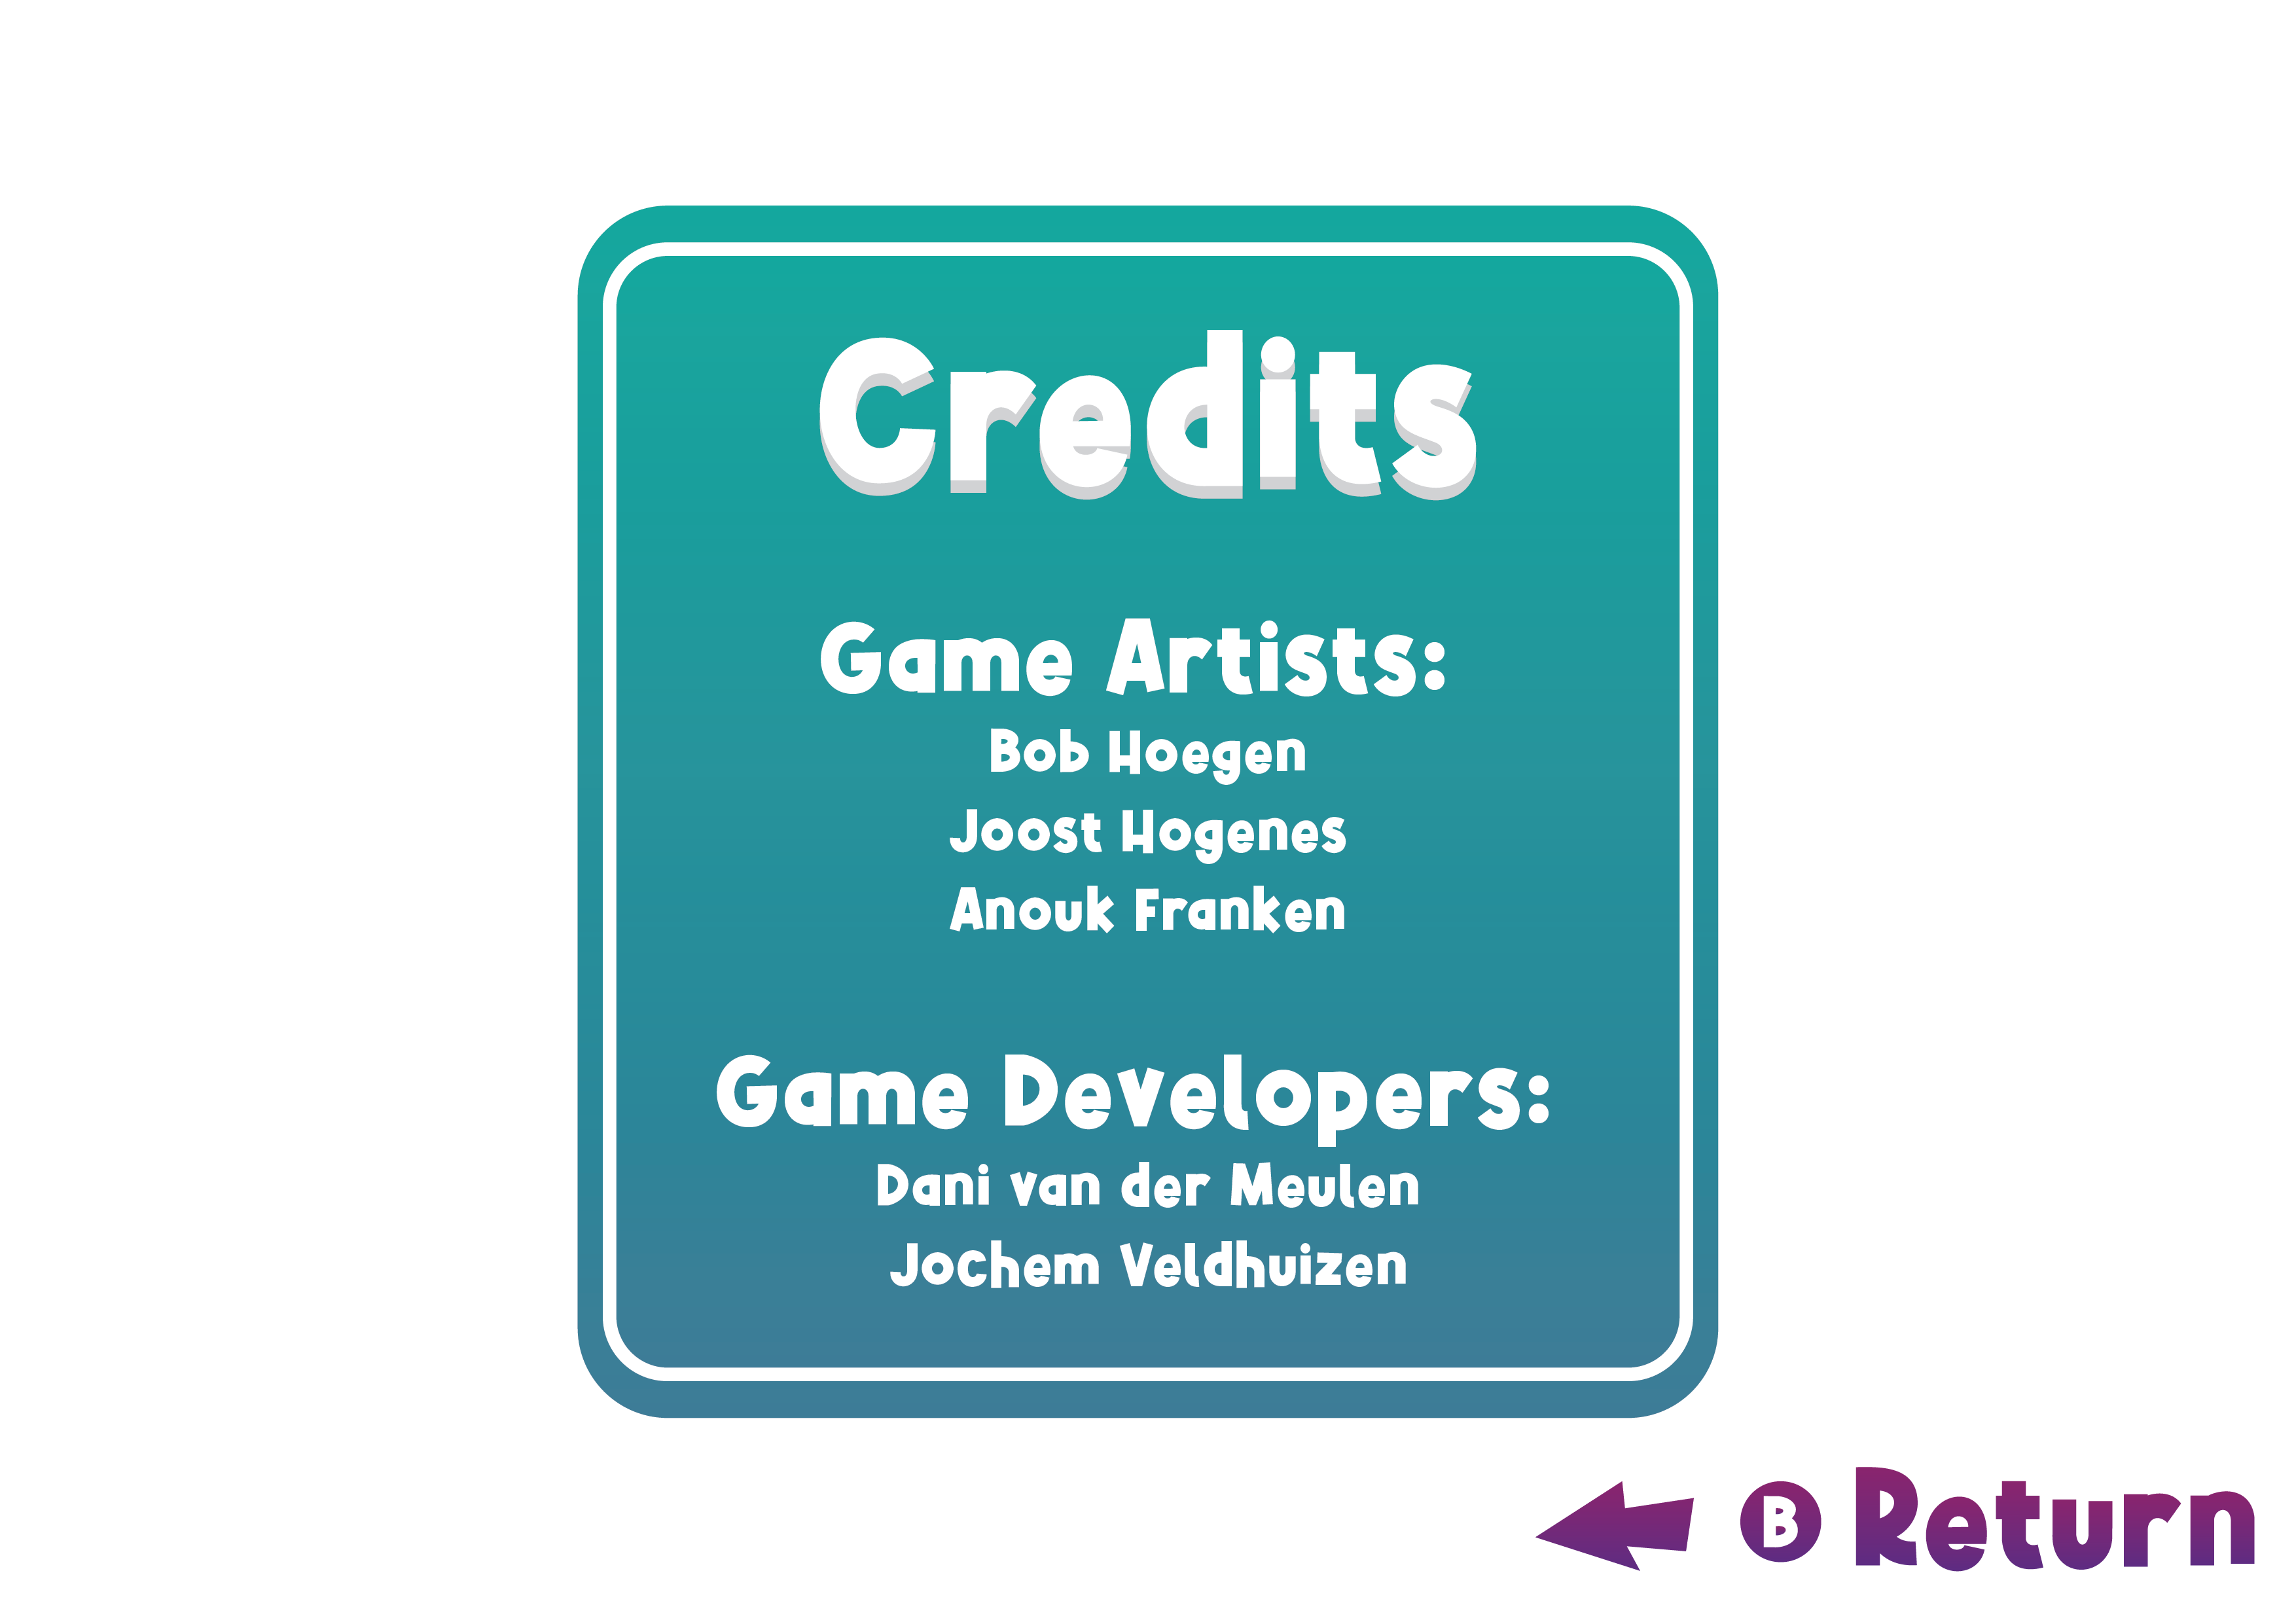 Credits
Game Artists:
Bob Hoegen
Joost Hogenes
Anouk Franken
Game Developers:
Dani van der Meulen
Jochem Veldhuizen
B Return